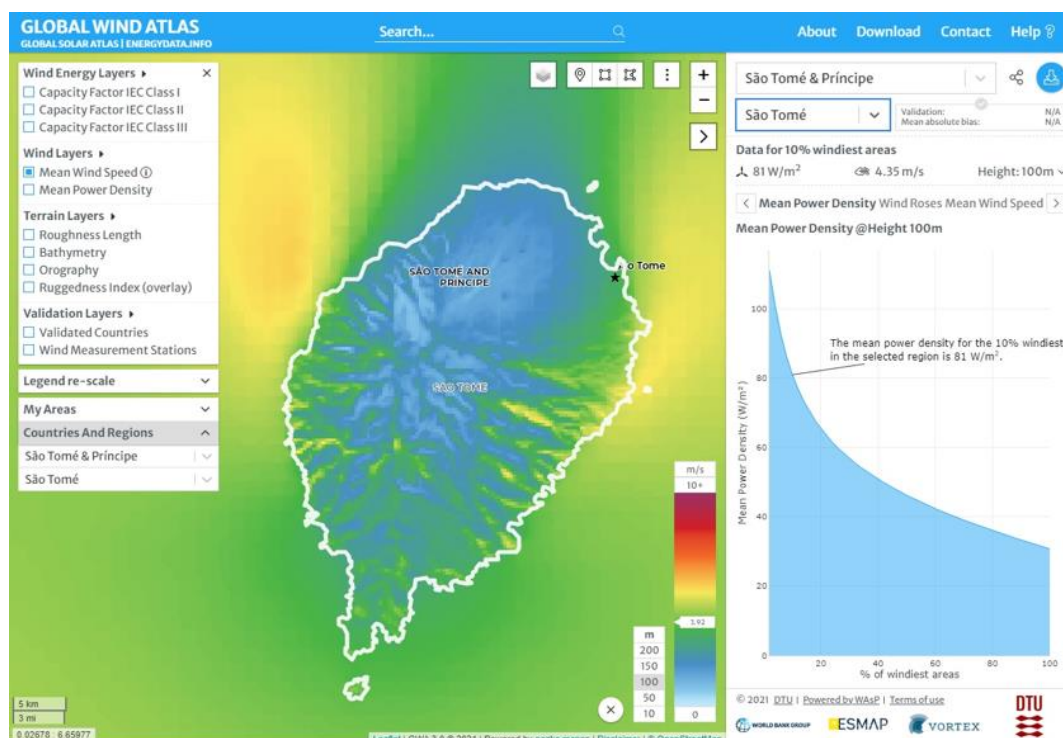 GLOBAL WIND ATLAS
GLOBAL SOLAR ATLAS | ENERGYDATA.INFO
Search...
About Download Contact Help
Wind Energy Layers
Capacity Factor IEC Class I
Capacity Factor IEC Class II
Capacity Factor IEC Class III
Wind Layers
Mean Wind Speed
Mean Power Density
Terrain Layers
Roughness Length
Bathymetry
Orography
Ruggedness Index (overlay)
Validation Layers
Validated Countries
Wind Measurement Stations
Legend re-scale
My Areas
Countries And Regions
São Tomé & Príncipe
São Tomé
5 km
3 mi
0.02678 : 6.65977
SÃO TOMÉ AND
PRÍNCIPE
o Tome
SÃO TOMÉ
+
−
m/s
10+
3.92
0
m
200
150
100
50
10
São Tomé & Príncipe
São Tomé
Validation: N/A
Mean absolute bias: N/A
Data for 10% windiest areas
81 W/m² 4.35 m/s Height: 100m
Mean Power Density Wind Roses Mean Wind Speed
Mean Power Density @Height 100m
The mean power density for the 10% windiest
in the selected region is 81 W/m².
Mean Power Density (W/m²)
100
80
60
40
20
0
20 40 60 80 100
% of windiest areas
© 2021 DTU | Powered by WAsP | Terms of use
WORLD BANK GROUP ESMAP VORTEX DTU